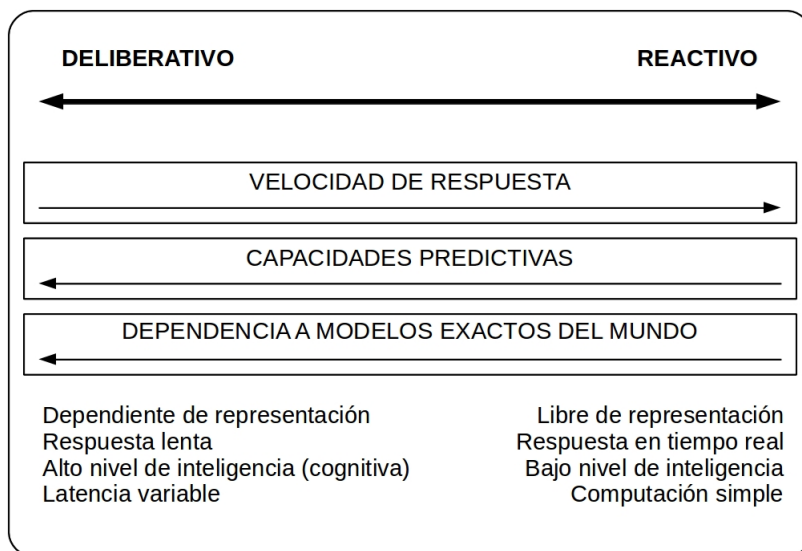 DELIBERATIVO REACTIVO
VELOCIDAD DE RESPUESTA
CAPACIDADES PREDICTIVAS
DEPENDENCIA A MODELOS EXACTOS DEL MUNDO
Dependiente de representación Libre de representación
Respuesta lenta Respuesta en tiempo real
Alto nivel de inteligencia (cognitiva) Bajo nivel de inteligencia
Latencia variable Computación simple